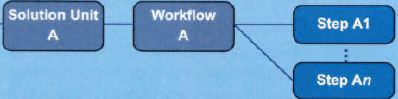 Solution Unit
A
Workflow
A
Step A1
Step An